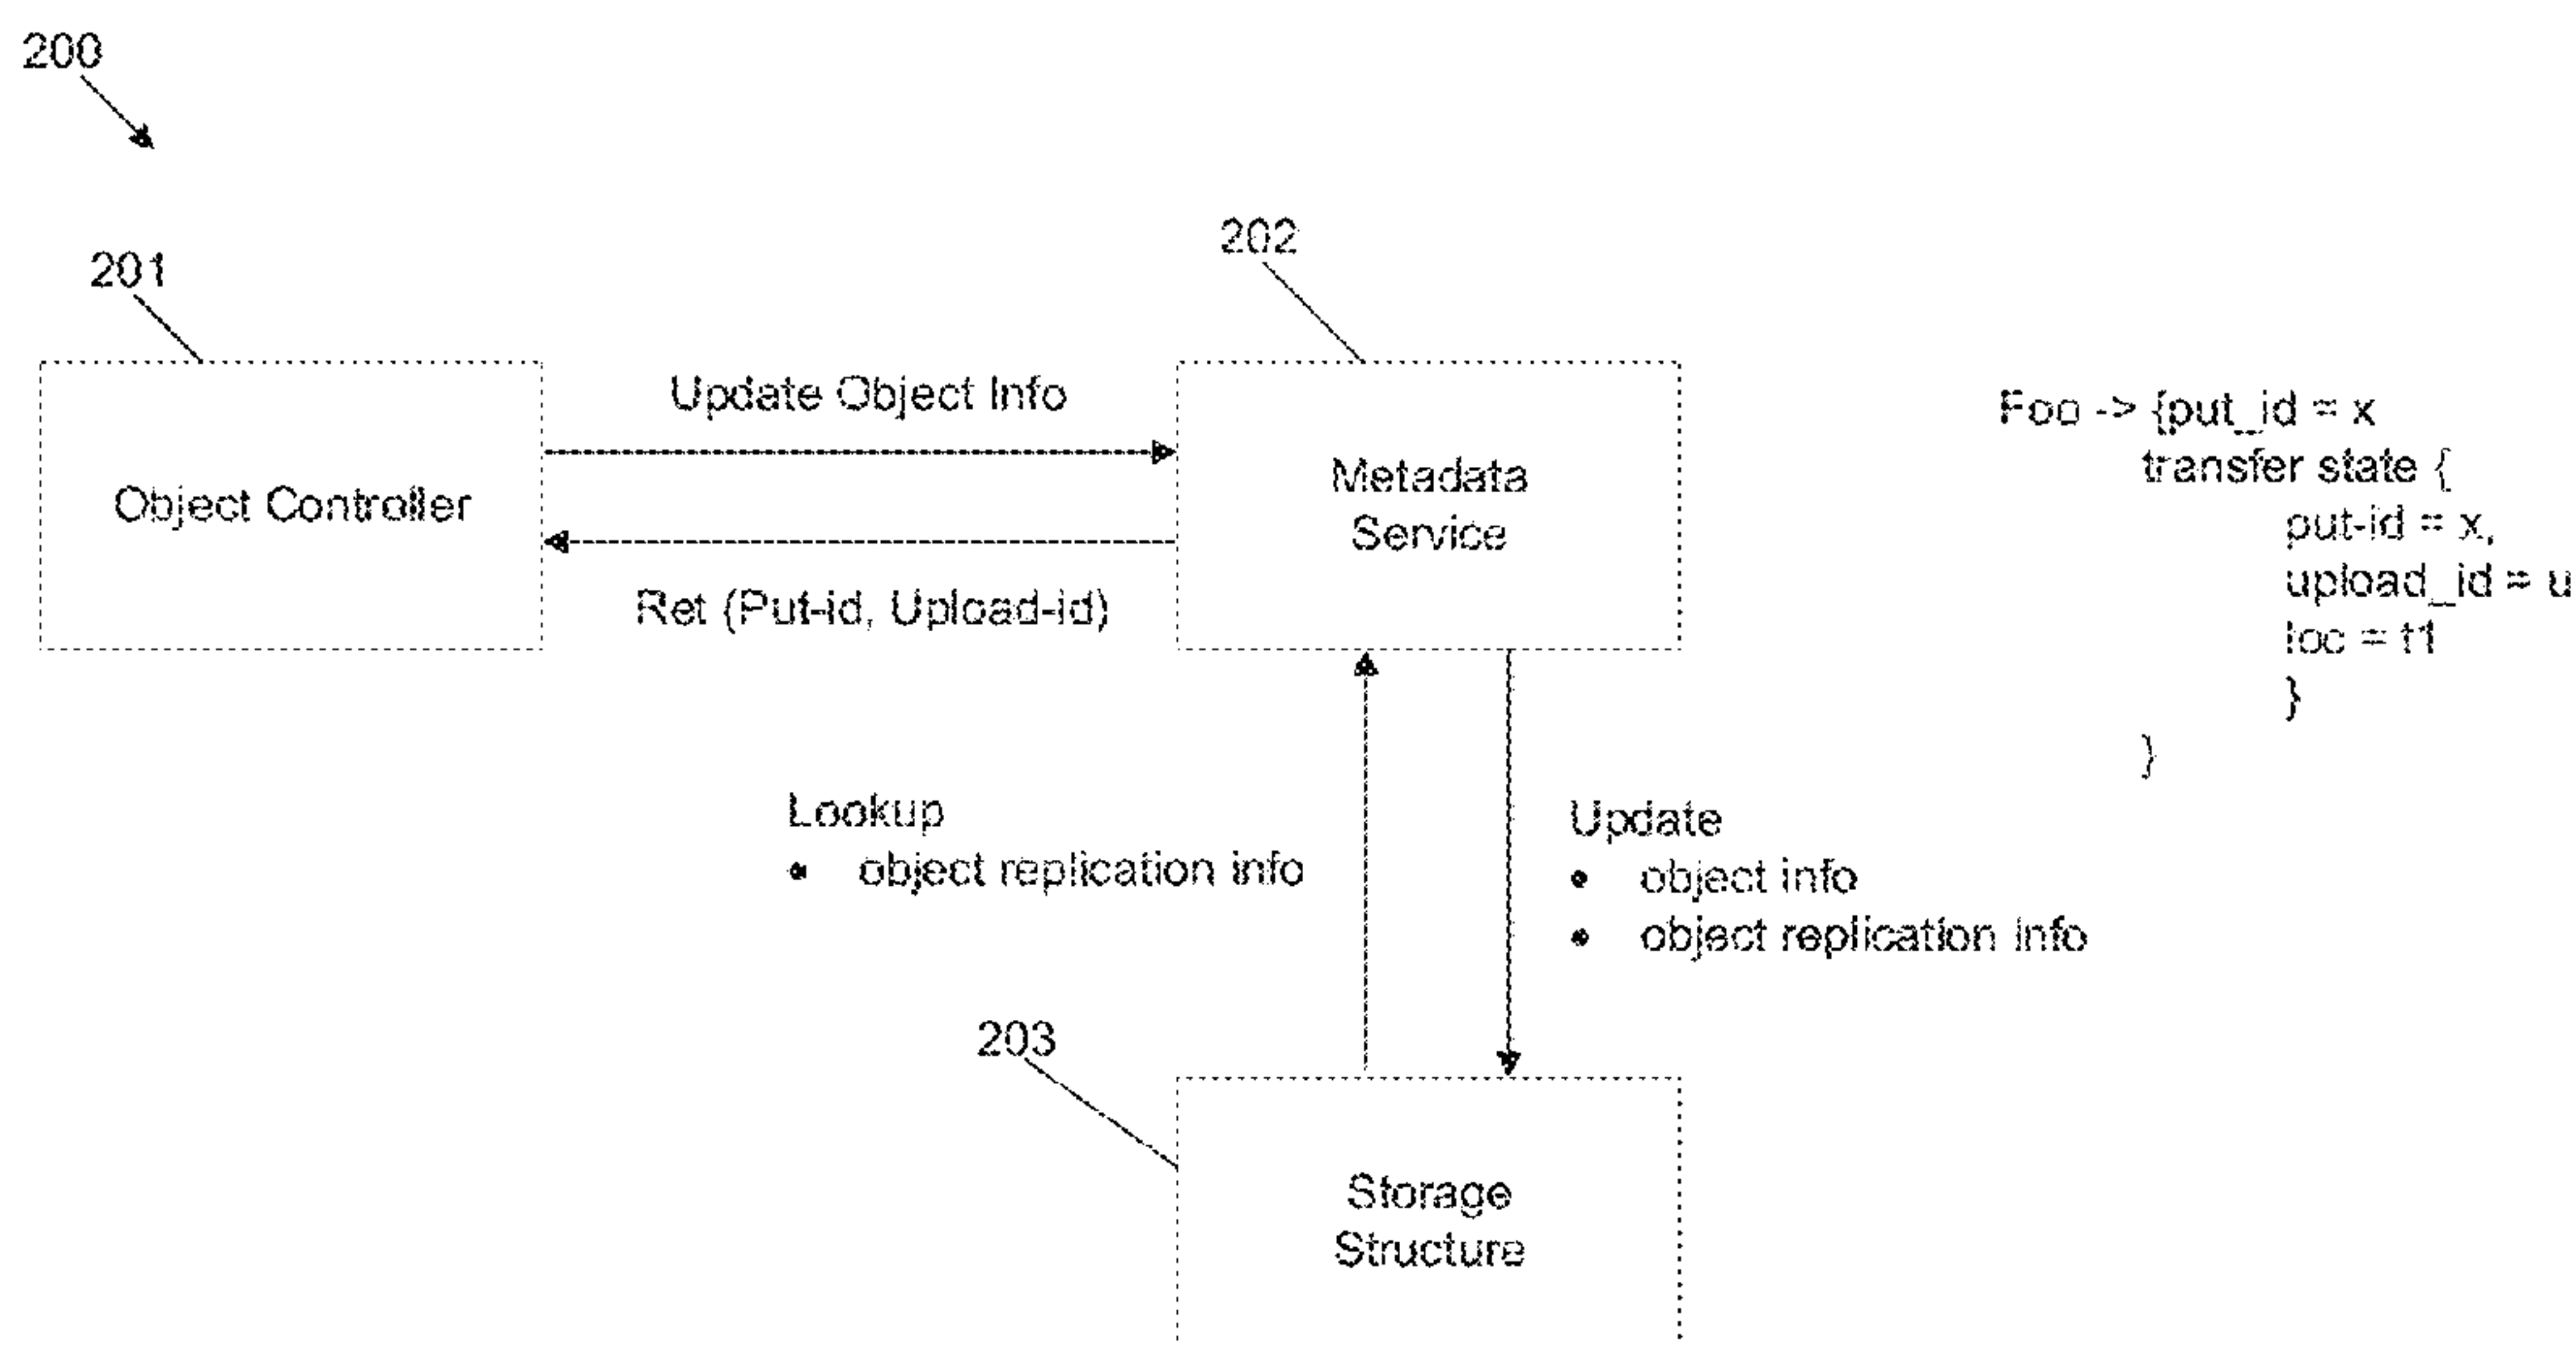 200
201
202
Object Controller
Update Object Info
Ret (Put-id, Upload-id)
Metadata
Service
Foo -> {put_id = x
transfer state {
put-id = x,
upload_id = u
loc = t1
}
}
Lookup
• object replication info
Update
• object info
• object replication info
203
Storage
Structure